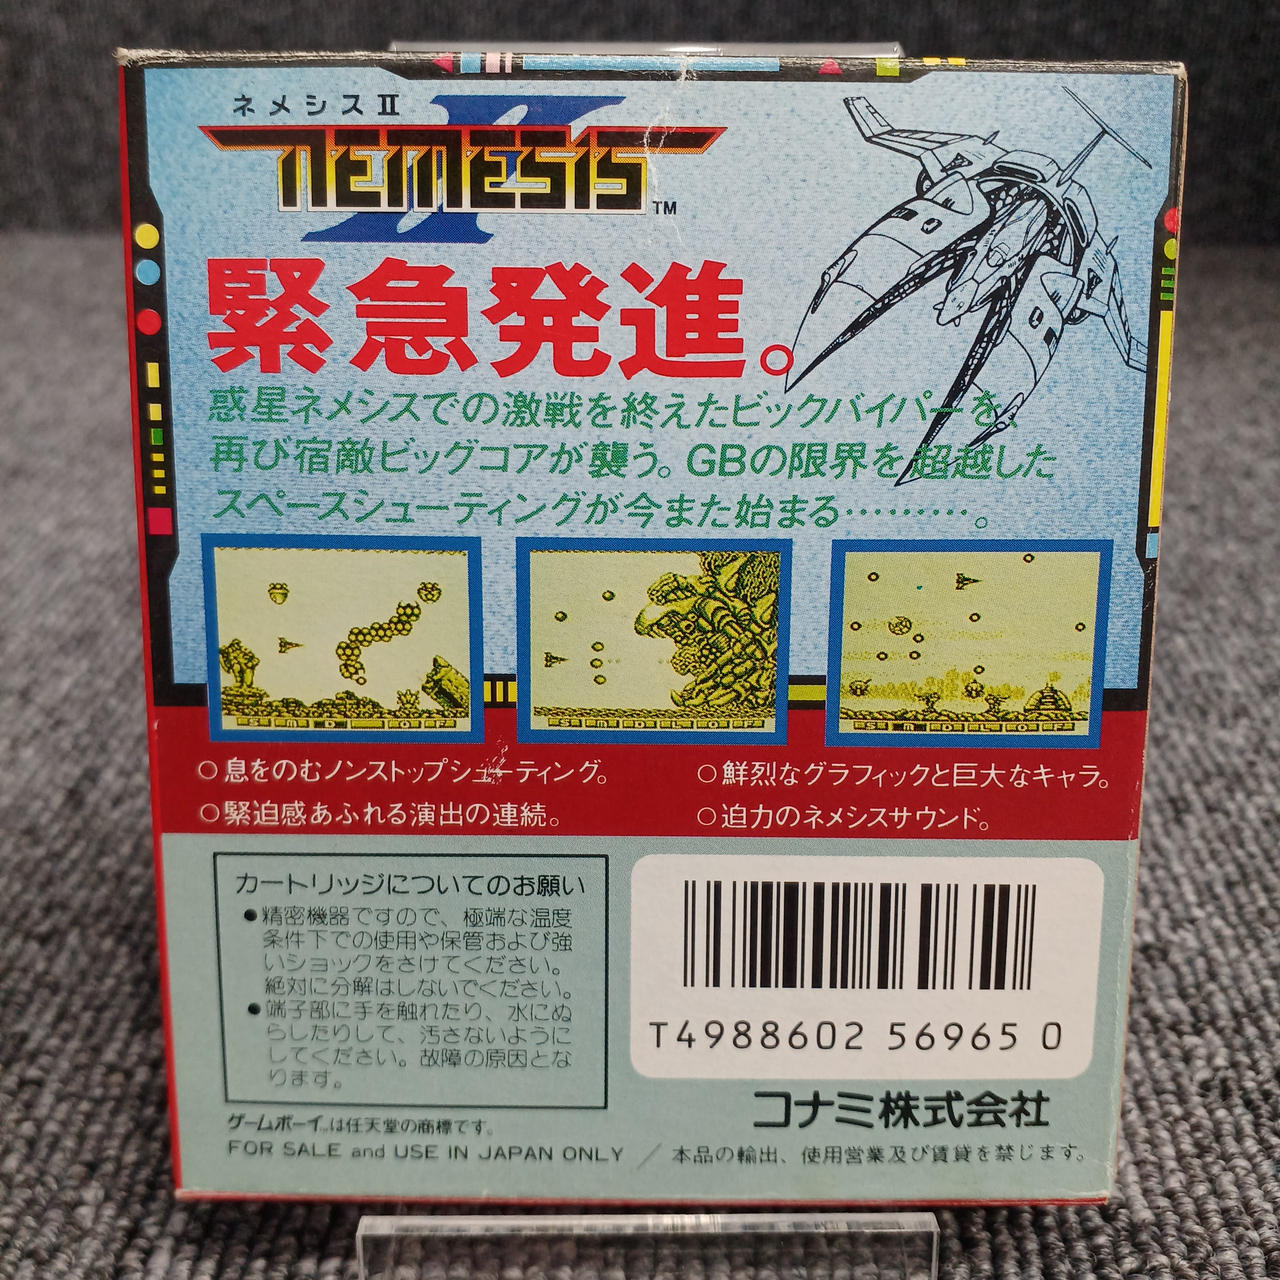 ネメシスⅡ
NEMESIS II ™
緊急発進。
惑星ネメシスでの激戦を終えたビックバイパーを、
再び宿敵ビッグコアが襲う。GBの限界を超越した
スペースシューティングが今また始まる………。
S M D O F
S M D L O F
S M D L O F
○息をのむノンストップシューティング。
○鮮烈なグラフィックと巨大なキャラ。
○緊迫感あふれる演出の連続。
○迫力のネメシスサウンド。
カートリッジについてのお願い
●精密機器ですので、極端な温度
条件下での使用や保管および強
いショックをさけてください。
絶対に分解はしないでください。
●端子部に手を触れたり、水にぬ
らしたりして、汚さないように
してください。故障の原因とな
ります。
T4988602 56965 0
コナミ株式会社
ゲームボーイ™は任天堂の商標です。
FOR SALE and USE IN JAPAN ONLY ／ 本品の輸出、使用営業及び賃貸を禁じます。